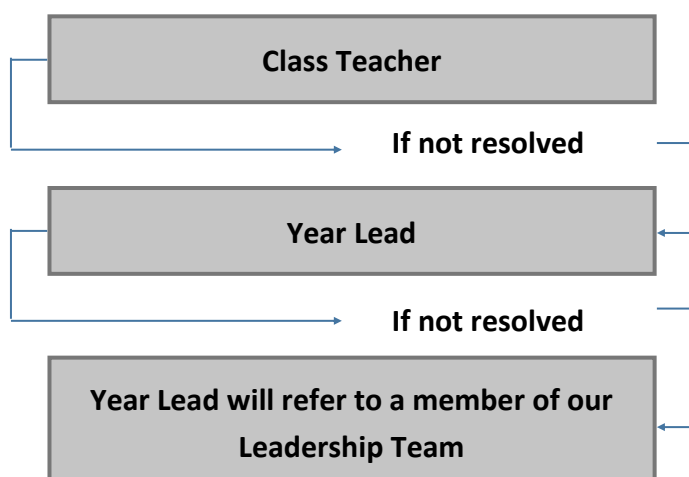 Class Teacher
If not resolved
Year Lead
If not resolved
Year Lead will refer to a member of our
Leadership Team